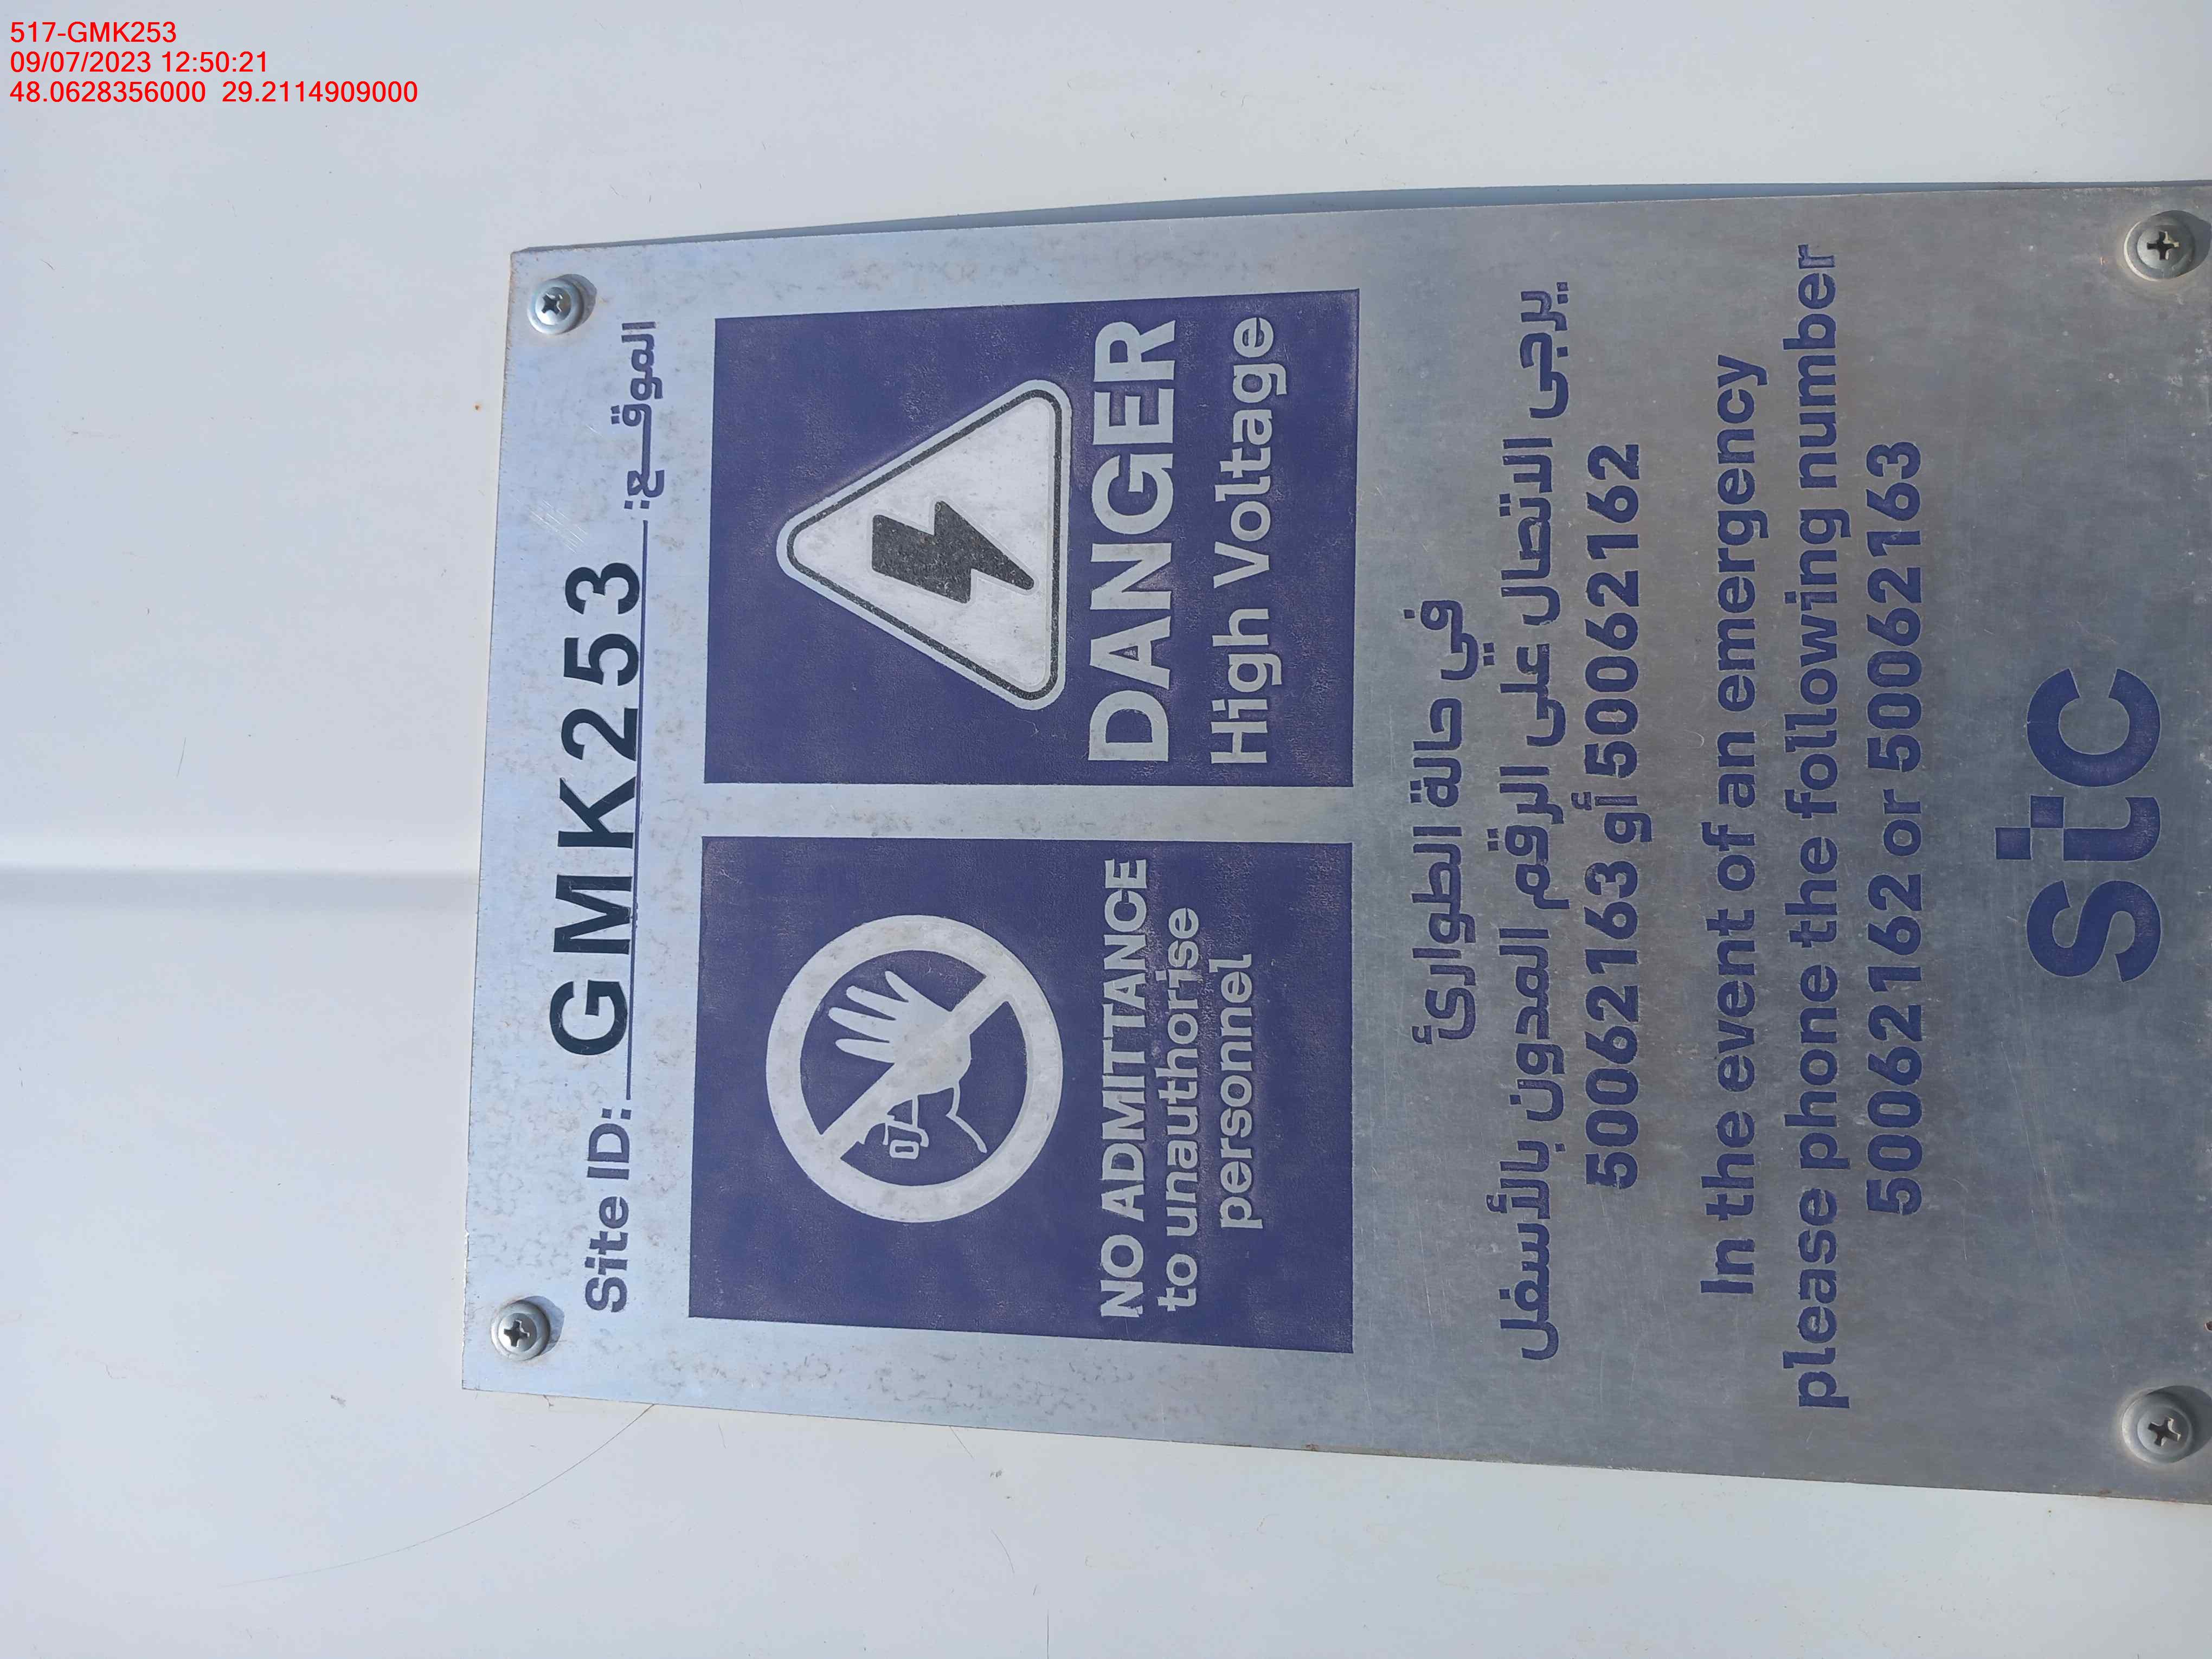 517-GMK253
09/07/2023 12:50:21
48.0628356000 29.2114909000
Site ID: GMK253 الموقـــع:
NO ADMITTANCE
to unauthorise
personnel
DANGER
High Voltage
في حالة الطوارئ
يرجى الاتصال على الرقم المدون بالأسفل
50062162 أو 50062163
In the event of an emergency
please phone the following number
50062162 or 50062163
stc